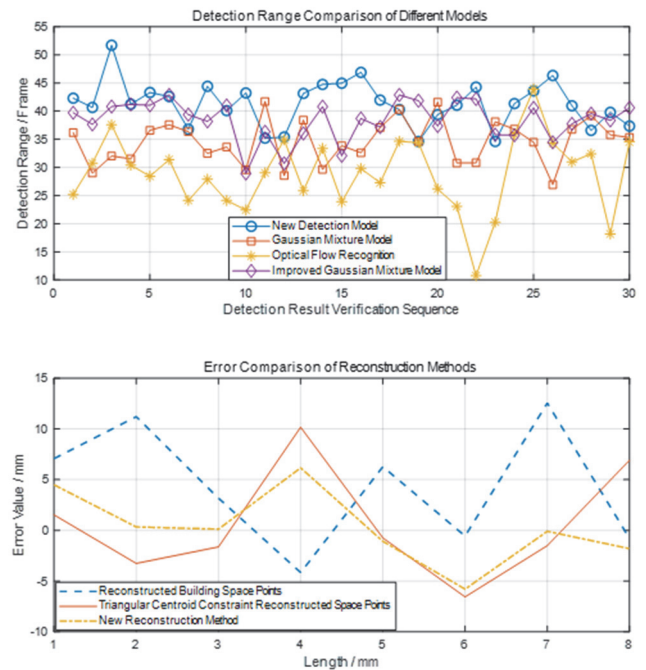 Detection Range Comparison of Different Models
55
50
45
40
35
30
25
20
15
10
Detection Range / Frame
New Detection Model
Gaussian Mixture Model
Optical Flow Recognition
Improved Gaussian Mixture Model
0 5 10 15 20 25 30
Detection Result Verification Sequence
Error Comparison of Reconstruction Methods
15
10
5
0
-5
-10
Error Value / mm
Reconstructed Building Space Points
Triangular Centroid Constraint Reconstructed Space Points
New Reconstruction Method
1 2 3 4 5 6 7 8
Length / mm